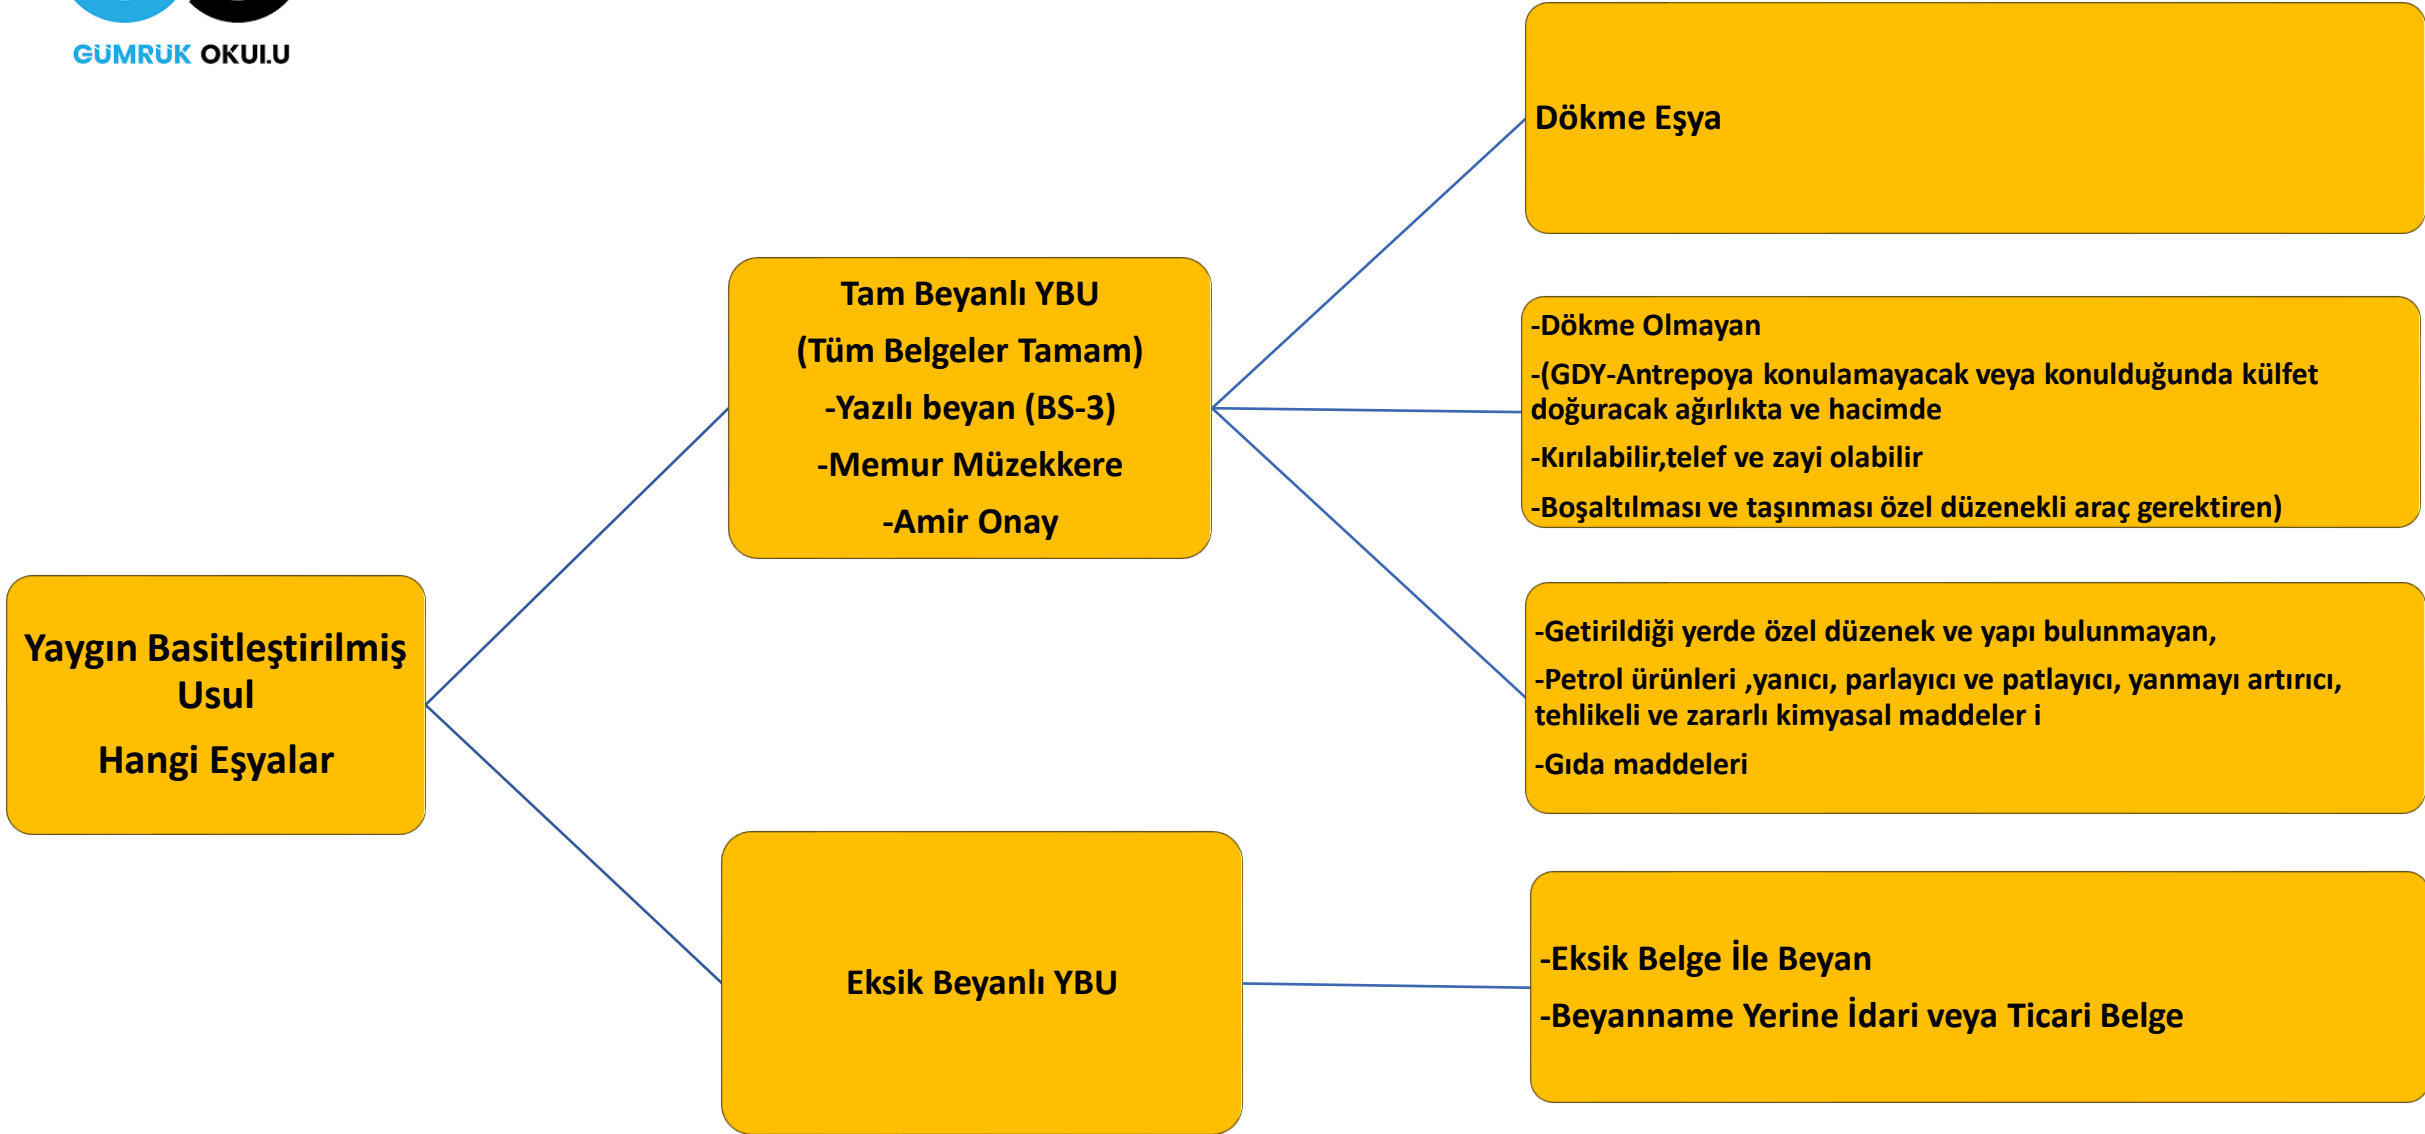 GÜMRÜK OKULU
Yaygın Basitleştirilmiş
Usul
Hangi Eşyalar
Tam Beyanlı YBU
(Tüm Belgeler Tamam)
-Yazılı beyan (BS-3)
-Memur Müzekkere
-Amir Onay
Dökme Eşya
-Dökme Olmayan
-(GDY-Antrepoya konulamayacak veya konulduğunda külfet
doğuracak ağırlıkta ve hacimde
-Kırılabilir,telef ve zayi olabilir
-Boşaltılması ve taşınması özel düzenekli araç gerektiren)
-Getirildiği yerde özel düzenek ve yapı bulunmayan,
-Petrol ürünleri ,yanıcı, parlayıcı ve patlayıcı, yanmayı artırıcı,
tehlikeli ve zararlı kimyasal maddeler i
-Gıda maddeleri
Eksik Beyanlı YBU
-Eksik Belge İle Beyan
-Beyanname Yerine İdari veya Ticari Belge